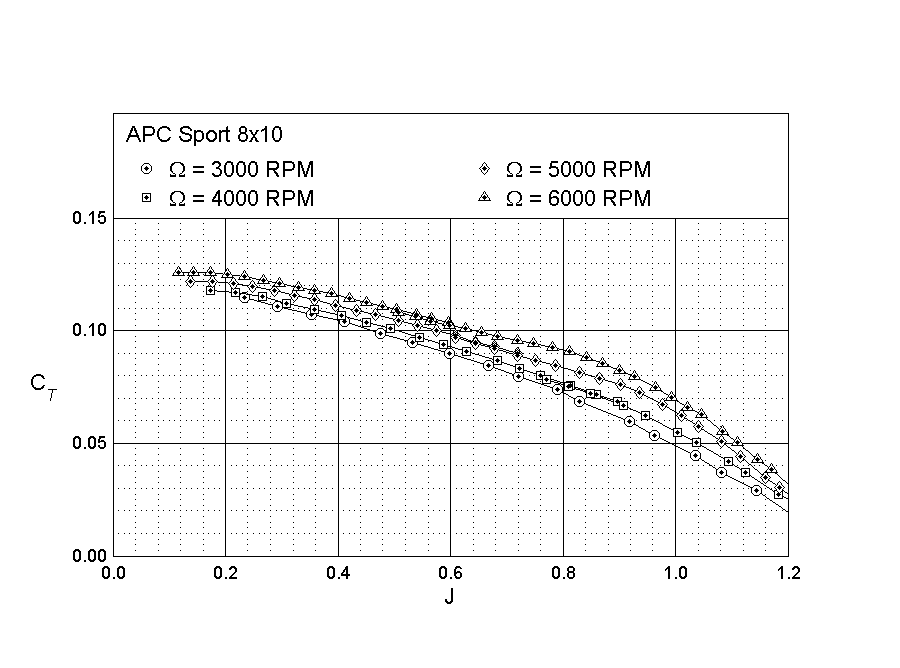 APC Sport 8x10
Ω = 3000 RPM
Ω = 5000 RPM
Ω = 4000 RPM
Ω = 6000 RPM
0.15
0.10
C_T
0.05
0.00
0.0 0.2 0.4 0.6 0.8 1.0 1.2
J